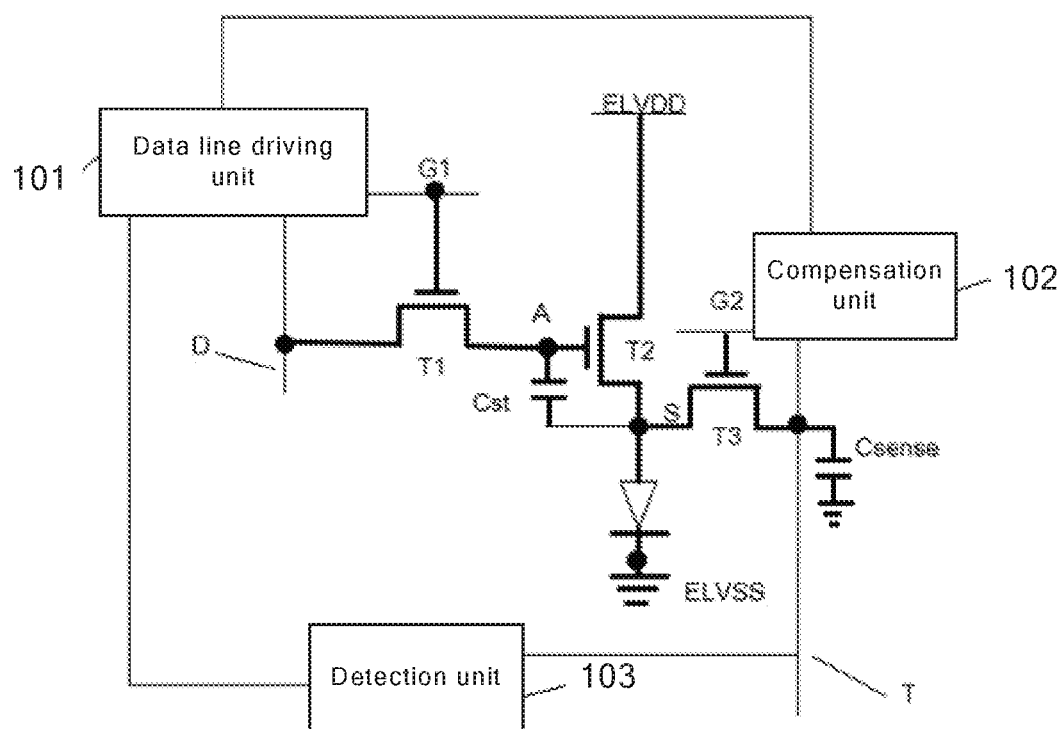 ELVDD
Data line driving
unit
101
G1
Compensation
unit
102
G2
A
D
T1
T2
Cst
S
T3
Csense
ELVSS
Detection unit
103
T